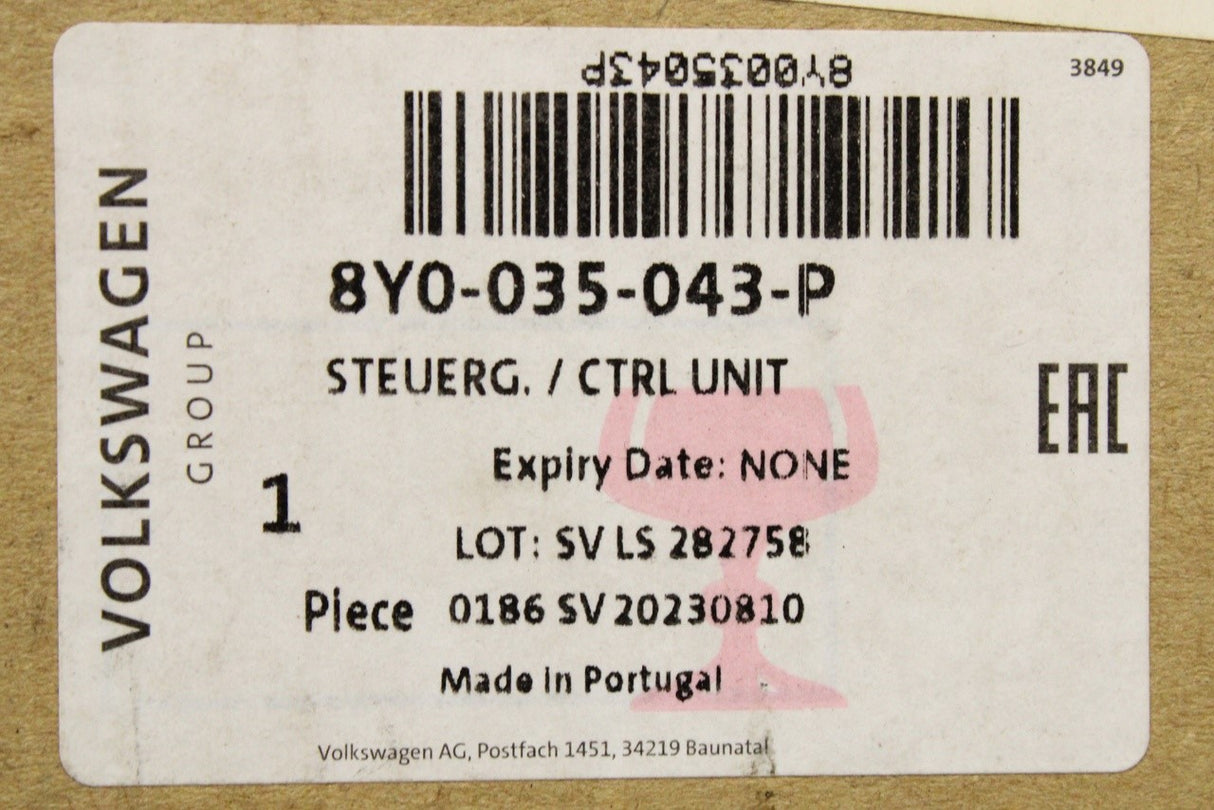 8Y0035043P
3849
VOLKSWAGEN
GROUP
8Y0-035-043-P
STEUERG. / CTRL UNIT
EAC
Expiry Date: NONE
1
LOT: SV LS 282758
Piece 0186 SV 20230810
Made in Portugal
Volkswagen AG, Postfach 1451, 34219 Baunatal